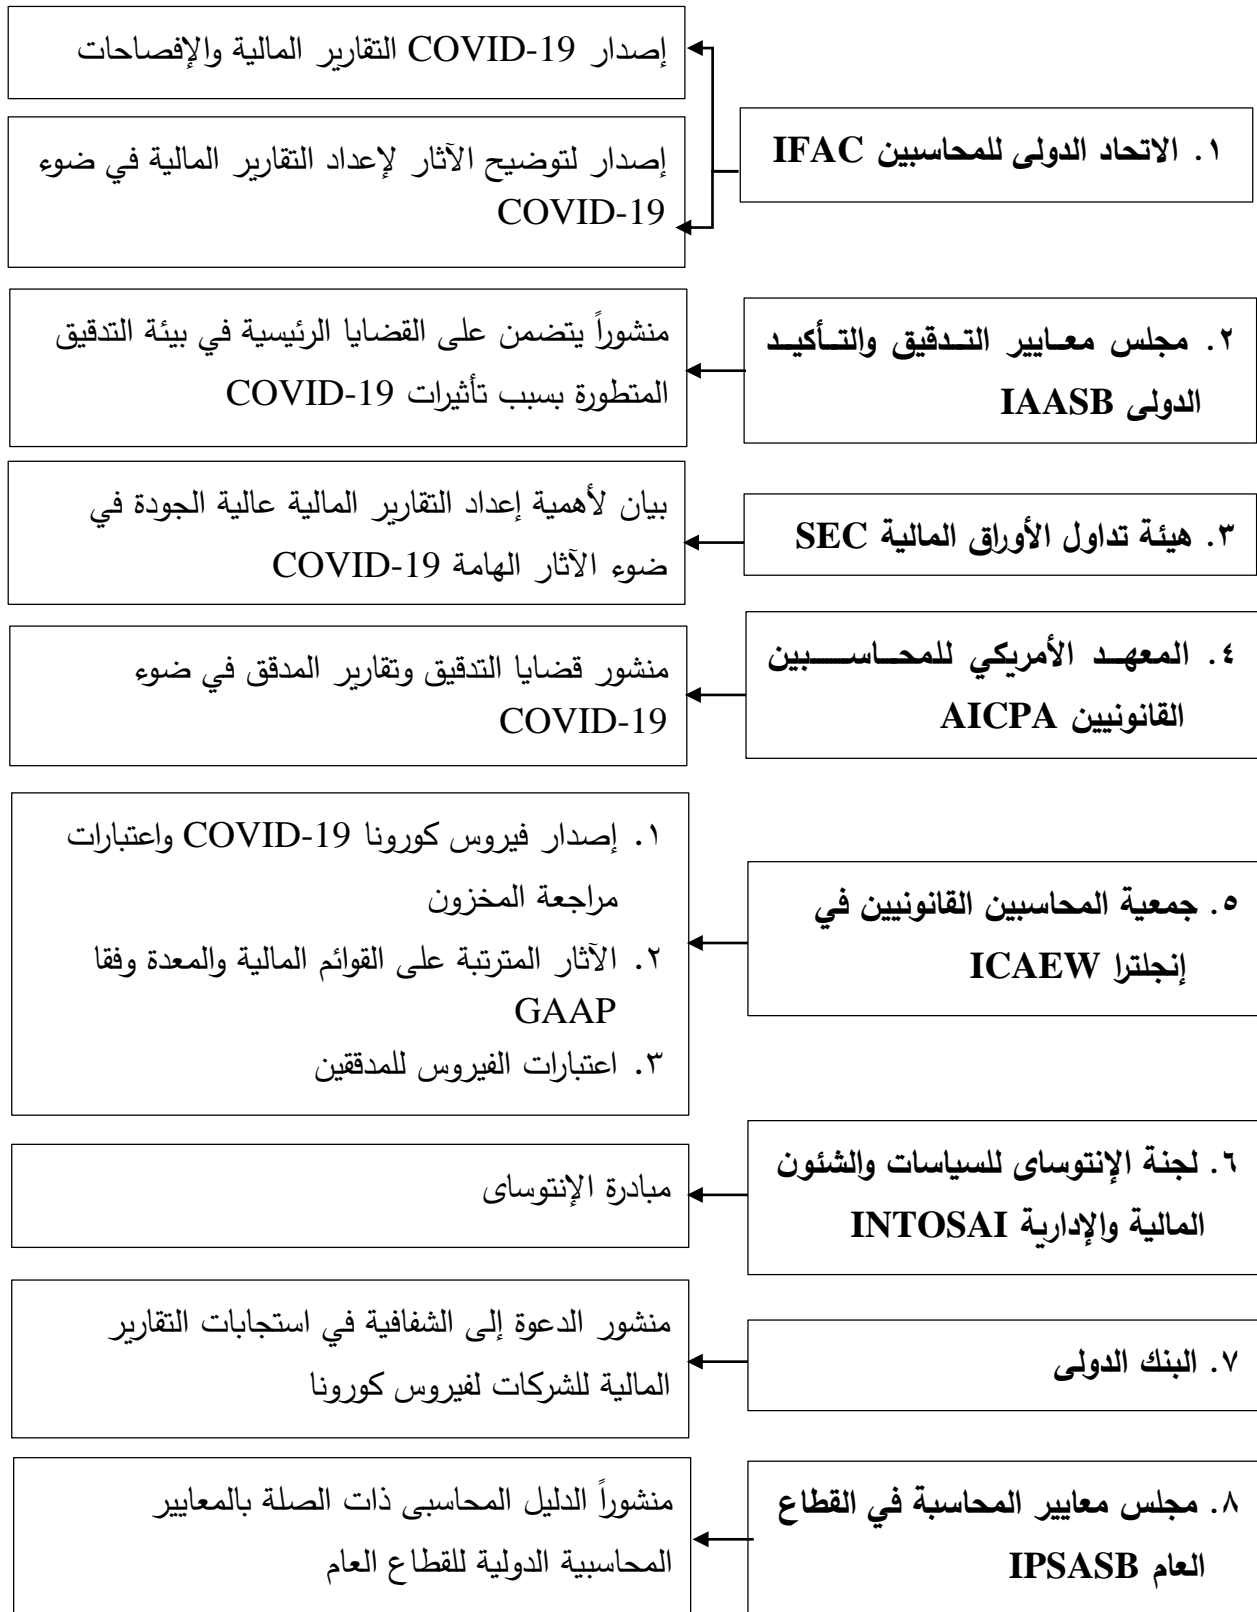 ١. الاتحاد الدولى للمحاسبين IFAC
إصدار COVID-19 التقارير المالية والإفصاحات
إصدار لتوضيح الآثار لإعداد التقارير المالية في ضوء
COVID-19
٢. مجلس معـايير التـدقيق والتـأكيـد
الدولى IAASB
منشوراً يتضمن على القضايا الرئيسية في بيئة التدقيق
المتطورة بسبب تأثيرات COVID-19
٣. هيئة تداول الأوراق المالية SEC
بيان لأهمية إعداد التقارير المالية عالية الجودة في
ضوء الآثار الهامة COVID-19
٤. المعهـد الأمريكي للمحـاســـبين
القانونيين AICPA
منشور قضايا التدقيق وتقارير المدقق في ضوء
COVID-19
٥. جمعية المحاسبين القانونيين في
إنجلترا ICAEW
١. إصدار فيروس كورونا COVID-19 واعتبارات
مراجعة المخزون
٢. الآثار المترتبة على القوائم المالية والمعدة وفقا
GAAP
٣. اعتبارات الفيروس للمدققين
٦. لجنة الإنتوساى للسياسات والشئون
المالية والإدارية INTOSAI
مبادرة الإنتوساى
٧. البنك الدولى
منشور الدعوة إلى الشفافية في استجابات التقارير
المالية للشركات لفيروس كورونا
٨. مجلس معايير المحاسبة في القطاع
العام IPSASB
منشوراً الدليل المحاسبى ذات الصلة بالمعايير
المحاسبية الدولية للقطاع العام